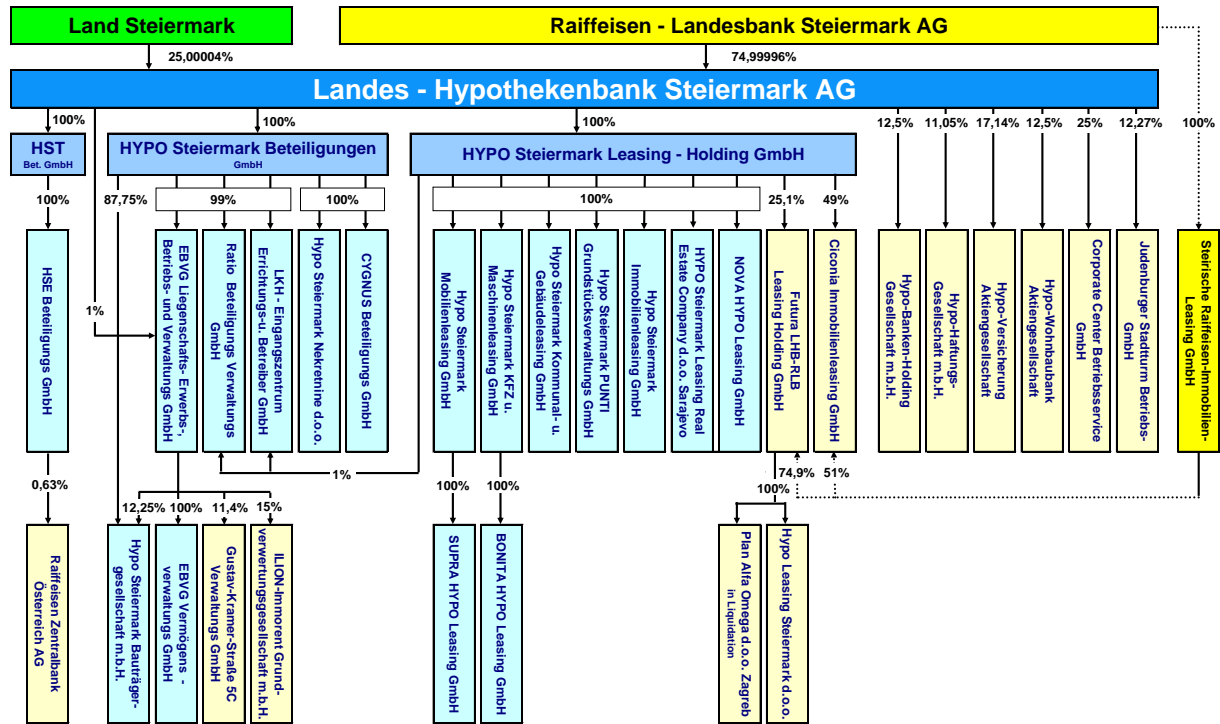 Land Steiermark
Raiffeisen - Landesbank Steiermark AG
25,00004%
74,99996%
Landes - Hypothekenbank Steiermark AG
100%
100%
100%
12,5%
11,05%
17,14%
12,5%
25%
12,27%
100%
HST
Bet. GmbH
HYPO Steiermark Beteiligungen
GmbH
HYPO Steiermark Leasing - Holding GmbH
100%
87,75%
99%
100%
100%
25,1%
49%
1%
HSE Beteiligungs GmbH
EBVG Liegenschafts- Erwerbs-,
Betriebs- und Verwaltungs GmbH
Ratio Beteiligungs Verwaltungs
GmbH
LKH - Eingangszentrum
Errichtungs-u. Betreiber GmbH
Hypo Steiermark Nekretnine d.o.o.
CYGNUS Beteiligungs GmbH
Hypo Steiermark
Mobilienleasing GmbH
Hypo Steiermark KFZ u.
Maschinenleasing GmbH
Hypo Steiermark Kommunal- u.
Gebäudeleasing GmbH
Hypo Steiermark PUNTI
Grundstücksverwaltungs GmbH
Hypo Steiermark
Immobilienleasing GmbH
HYPO Steiermark Leasing Real
Estate Company d.o.o. Sarajevo
NOVA HYPO Leasing GmbH
Futura LHB-RLB
Leasing Holding GmbH
Ciconia Immobilienleasing GmbH
Hypo-Banken-Holding
Gesellschaft m.b.H.
Hypo-Haftungs-
Gesellschaft m.b.H.
Hypo-Versicherung
Aktiengesellschaft
Hypo-Wohnbaubank
Aktiengesellschaft
Corporate Center Betriebsservice
GmbH
Judenburger Stadtturm Betriebs-
GmbH
Steirische Raiffeisen-Immobilien-
Leasing GmbH
1%
0,63%
12,25%
100%
11,4%
15%
100%
100%
74,9%
51%
100%
Raiffeisen Zentralbank
Österreich AG
Hypo Steiermark Bauträger-
gesellschaft m.b.H.
EBVG Vermögens -
verwaltungs GmbH
Gustav-Kramer-Straße 5C
Verwaltungs GmbH
ILION-Immorent Grund-
verwertungsgesellschaft m.b.H.
SUPRA HYPO Leasing GmbH
BONITA HYPO Leasing GmbH
Plan Alfa Omega d.o.o. Zagreb
in Liquidation
Hypo Leasing Steiermark d.o.o.